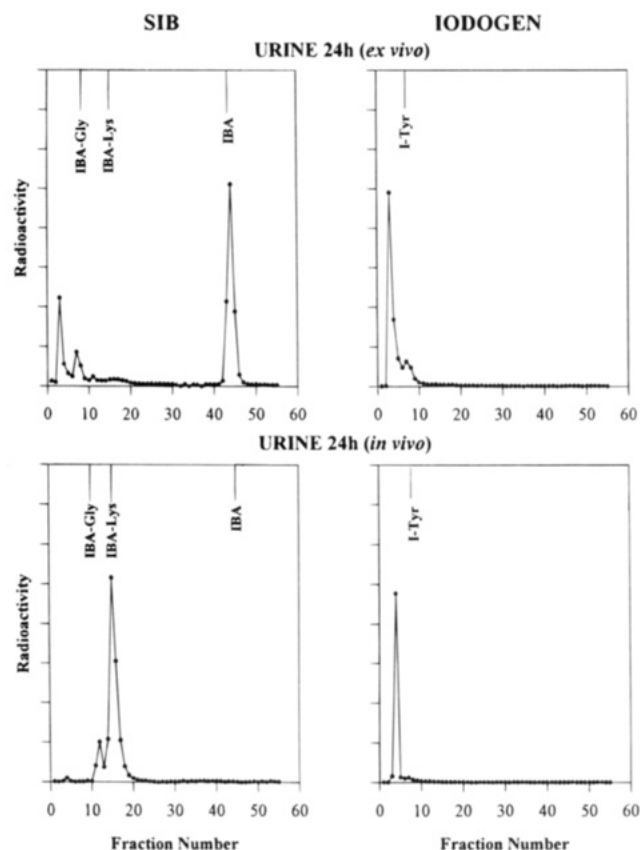 SIB IODOGEN
URINE 24h (ex vivo)
IBA-Gly
IBA-Lys
IBA
I-Tyr
Radioactivity
0 10 20 30 40 50 60 0 10 20 30 40 50 60
URINE 24h (in vivo)
IBA-Gly
IBA-Lys
IBA
I-Tyr
Radioactivity
0 10 20 30 40 50 60 0 10 20 30 40 50 60
Fraction Number Fraction Number